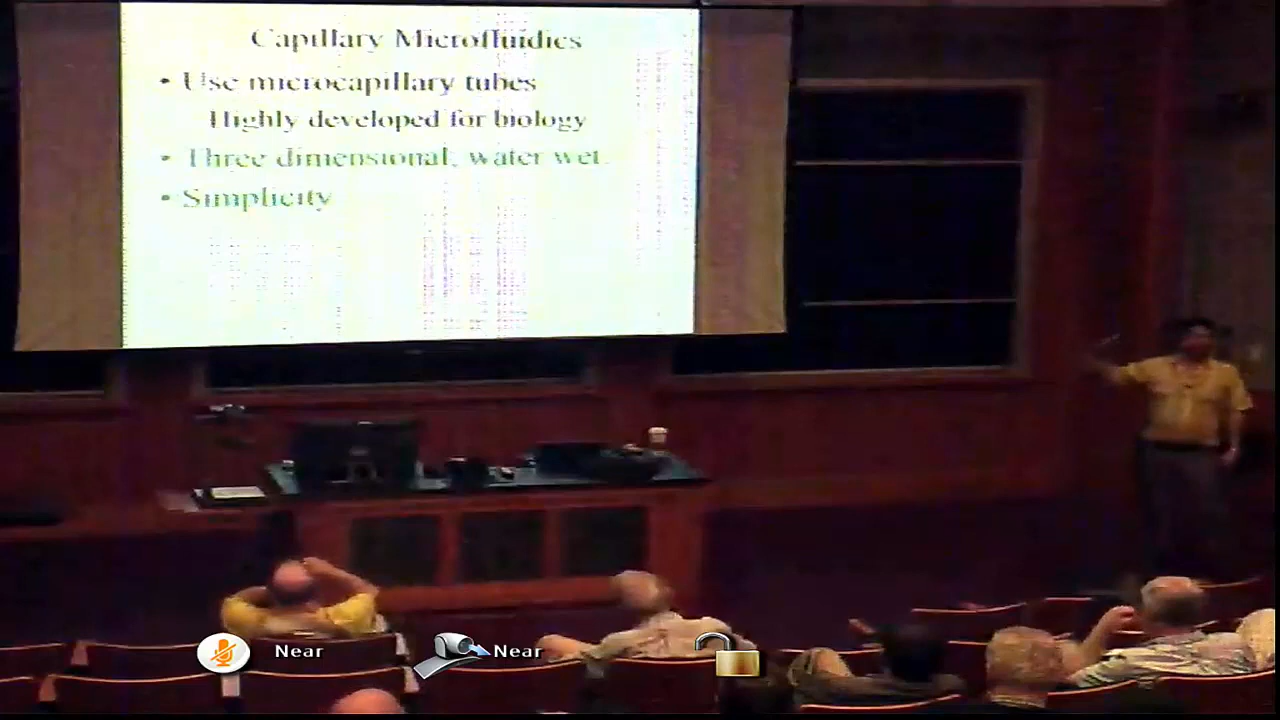 Capillary Microfluidics
• Use microcapillary tubes
Highly developed for biology
• Three dimensional, water wet.
• Simplicity
Near
Near